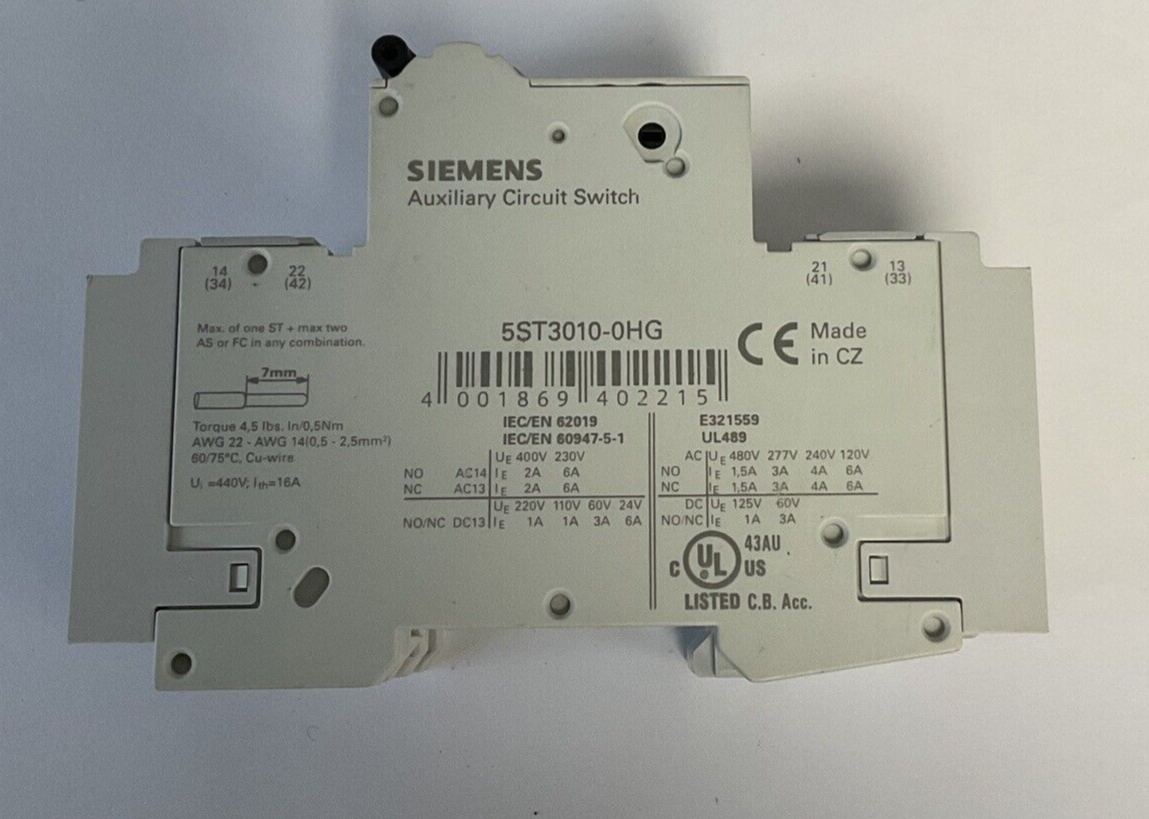 SIEMENS
Auxiliary Circuit Switch
14 22
(34) (42)
21 13
(41) (33)
Max. of one ST + max two
AS or FC in any combination.
7mm
Torque 4,5 lbs. In/0,5Nm
AWG 22 - AWG 14(0,5 - 2,5mm²)
60/75°C, Cu-wire
Ui =440V; Ith=16A
5ST3010-0HG
CE Made
in CZ
4 001869 402215
IEC/EN 62019
IEC/EN 60947-5-1
UE 400V 230V
NO AC14 IE 2A 6A
NC AC13 IE 2A 6A
UE 220V 110V 60V 24V
NO/NC DC13 IE 1A 1A 3A 6A
E321559
UL489
AC UE 480V 277V 240V 120V
NO IE 1,5A 3A 4A 6A
NC IE 1,5A 3A 4A 6A
DC UE 125V 60V
NO/NC IE 1A 3A
C UL US 43AU
LISTED C.B. Acc.